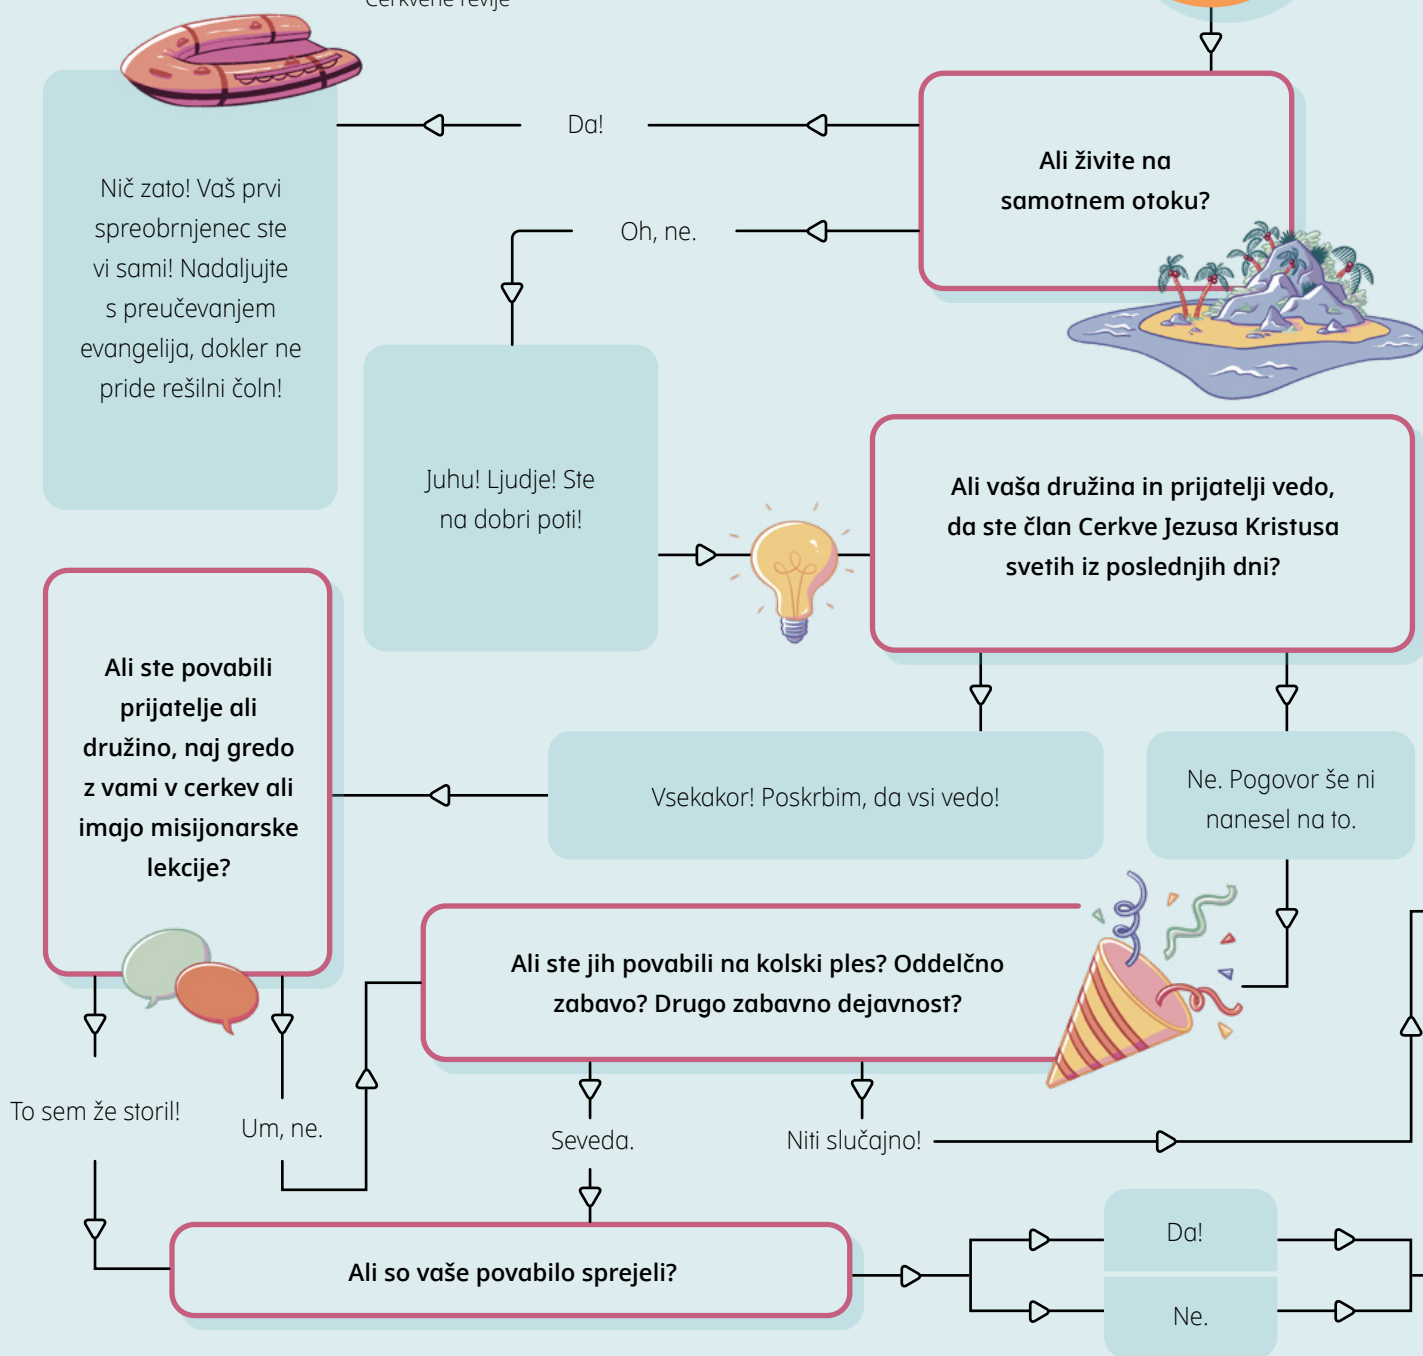 Cerkvene revije
Da!
Ali živite na
samotnem otoku?
Nič zato! Vaš prvi
spreobrnjenec ste
vi sami! Nadaljujte
s preučevanjem
evangelija, dokler ne
pride rešilni čoln!
Oh, ne.
Juhu! Ljudje! Ste
na dobri poti!
Ali vaša družina in prijatelji vedo,
da ste član Cerkve Jezusa Kristusa
svetih iz poslednjih dni?
Ali ste povabili
prijatelje ali
družino, naj gredo
z vami v cerkev ali
imajo misijonarske
lekcije?
Vsekakor! Poskrbim, da vsi vedo!
Ne. Pogovor še ni
nanesel na to.
Ali ste jih povabili na kolski ples? Oddelčno
zabavo? Drugo zabavno dejavnost?
To sem že storil!
Um, ne.
Seveda.
Niti slučajno!
Ali so vaše povabilo sprejeli?
Da!
Ne.